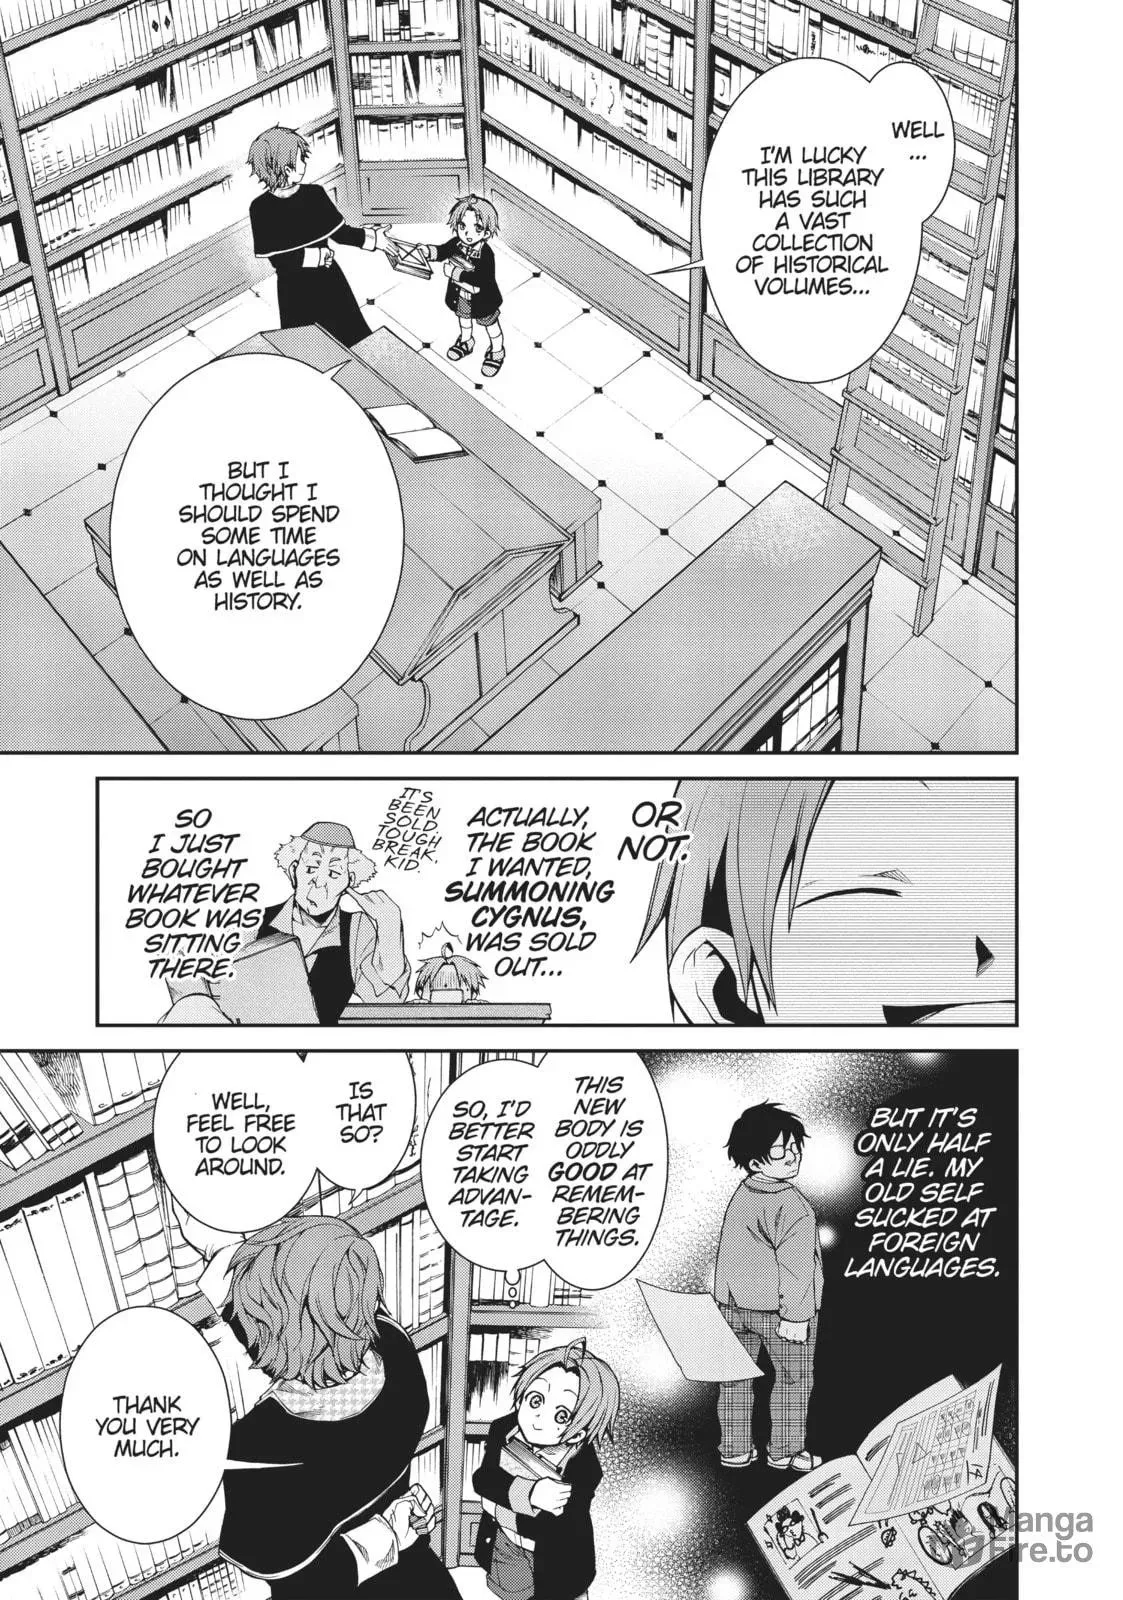 WELL
...
I'M LUCKY
THIS LIBRARY
HAS SUCH
A VAST
COLLECTION
OF HISTORICAL
VOLUMES...
BUT I
THOUGHT I
SHOULD SPEND
SOME TIME
ON LANGUAGES
AS WELL AS
HISTORY.
OR
NOT.
ACTUALLY,
THE BOOK
I WANTED,
SUMMONING
CYGNUS,
WAS SOLD
OUT...
IT'S
BEEN
SOLD.
TOUGH
BREAK,
KID.
SO
I JUST
BOUGHT
WHATEVER
BOOK WAS
SITTING
THERE.
BUT IT'S
ONLY HALF
A LIE. MY
OLD SELF
SUCKED AT
FOREIGN
LANGUAGES.
THIS
NEW
BODY IS
ODDLY
GOOD AT
REMEM-
BERING
THINGS.
SO, I'D
BETTER
START
TAKING
ADVAN-
TAGE.
IS
THAT
SO?
WELL,
FEEL FREE
TO LOOK
AROUND.
THANK
YOU VERY
MUCH.
14
Manga
Fire.to